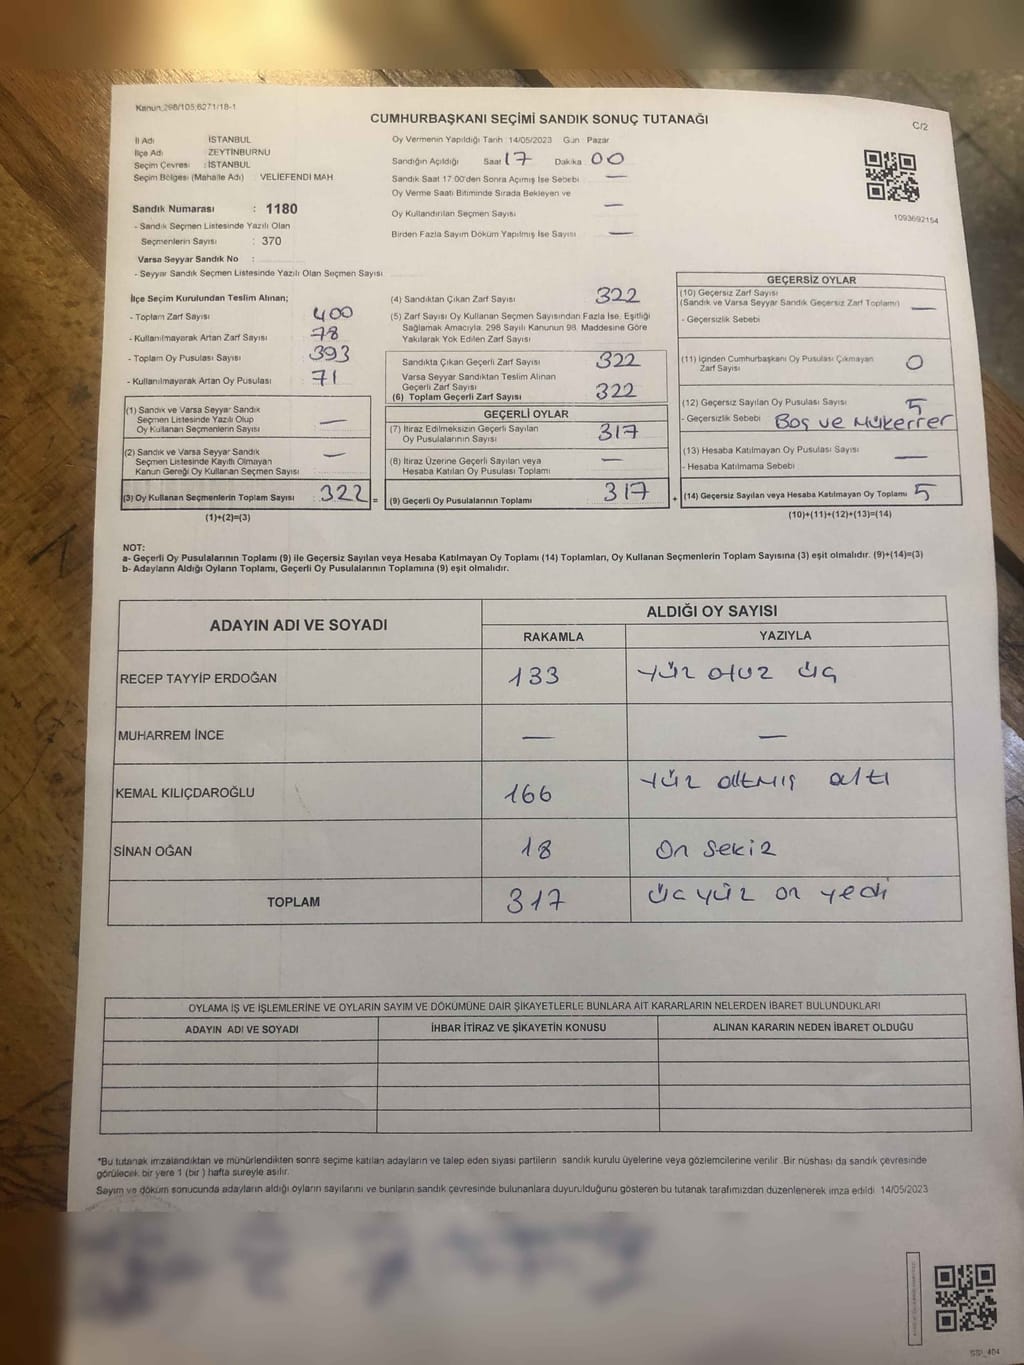 Kanun 298/105,6271/18-1
CUMHURBAŞKANI SEÇİMİ SANDIK SONUÇ TUTANAĞI
C/2
İl Adı : İSTANBUL
İlçe Adı : ZEYTİNBURNU
Seçim Çevresi : İSTANBUL
Seçim Bölgesi (Mahalle Adı) : VELİEFENDİ MAH
Oy Vermenin Yapıldığı Tarih 14/05/2023 Gün Pazar
Sandığın Açıldığı Saat 17 Dakika 00
Sandık Saat 17:00'den Sonra Açımış İse Sebebi —
Oy Verme Saati Bitiminde Sırada Bekleyen ve
Oy Kullandırılan Seçmen Sayısı —
Birden Fazla Sayım Döküm Yapılmış İse Sayısı —
1093692154
Sandık Numarası : 1180
- Sandık Seçmen Listesinde Yazılı Olan
Seçmenlerin Sayısı : 370
Varsa Seyyar Sandık No :
- Seyyar Sandık Seçmen Listesinde Yazılı Olan Seçmen Sayısı
İlçe Seçim Kurulundan Teslim Alınan;
- Toplam Zarf Sayısı 400
- Kullanılmayarak Artan Zarf Sayısı 78
- Toplam Oy Pusulası Sayısı 393
- Kullanılmayarak Artan Oy Pusulası 71
(1) Sandık ve Varsa Seyyar Sandık
Seçmen Listesinde Yazılı Olup
Oy Kullanan Seçmenlerin Sayısı —
(2) Sandık ve Varsa Seyyar Sandık
Seçmen Listesinde Kayıtlı Olmayan
Kanun Gereği Oy Kullanan Seçmen Sayısı —
(3) Oy Kullanan Seçmenlerin Toplam Sayısı : 322 =
(1)+(2)=(3)
(4) Sandıktan Çıkan Zarf Sayısı 322
(5) Zarf Sayısı Oy Kullanan Seçmen Sayısından Fazla İse, Eşitliği
Sağlamak Amacıyla, 298 Sayılı Kanunun 98. Maddesine Göre
Yakılarak Yok Edilen Zarf Sayısı
Sandıkta Çıkan Geçerli Zarf Sayısı 322
Varsa Seyyar Sandıktan Teslim Alınan
Geçerli Zarf Sayısı
(6) Toplam Geçerli Zarf Sayısı 322
GEÇERLİ OYLAR
(7) İtiraz Edilmeksizin Geçerli Sayılan
Oy Pusulalarının Sayısı 317
(8) İtiraz Üzerine Geçerli Sayılan veya
Hesaba Katılan Oy Pusulası Toplamı —
(9) Geçerli Oy Pusulalarının Toplamı 317 +
GEÇERSİZ OYLAR
(10) Geçersiz Zarf Sayısı
(Sandık ve Varsa Seyyar Sandık Geçersiz Zarf Toplamı) —
- Geçersizlik Sebebi
(11) İçinden Cumhurbaşkanı Oy Pusulası Çıkmayan
Zarf Sayısı 0
(12) Geçersiz Sayılan Oy Pusulası Sayısı 5
- Geçersizlik Sebebi Boş ve Mükerrer
(13) Hesaba Katılmayan Oy Pusulası Sayısı —
- Hesaba Katılmama Sebebi
(14) Geçersiz Sayılan veya Hesaba Katılmayan Oy Toplamı 5
(10)+(11)+(12)+(13)=(14)
NOT:
a- Geçerli Oy Pusulalarının Toplamı (9) ile Geçersiz Sayılan veya Hesaba Katılmayan Oy Toplamı (14) Toplamları, Oy Kullanan Seçmenlerin Toplam Sayısına (3) eşit olmalıdır. (9)+(14)=(3)
b- Adayların Aldığı Oyların Toplamı, Geçerli Oy Pusulalarının Toplamına (9) eşit olmalıdır.
ADAYIN ADI VE SOYADI
ALDIĞI OY SAYISI
RAKAMLA YAZIYLA
RECEP TAYYİP ERDOĞAN 133 yüz otuz üç
MUHARREM İNCE — —
KEMAL KILIÇDAROĞLU 166 yüz altmış altı
SİNAN OĞAN 18 On sekiz
TOPLAM 317 üç yüz on yedi
OYLAMA İŞ VE İŞLEMLERİNE VE OYLARIN SAYIM VE DÖKÜMÜNE DAİR ŞİKAYETLERLE BUNLARA AİT KARARLARIN NELERDEN İBARET BULUNDUKLARI
ADAYIN ADI VE SOYADI İHBAR İTİRAZ VE ŞİKAYETİN KONUSU ALINAN KARARIN NEDEN İBARET OLDUĞU
*Bu tutanak imzalandıktan ve mühürlendikten sonra seçime katılan adayların ve talep eden siyasi partilerin sandık kurulu üyelerine veya gözlemcilerine verilir. Bir nüshası da sandık çevresinde
görülecek bir yere 1 (bir ) hafta süreyle asılır.
Sayım ve döküm sonucunda adayların aldığı oyların sayılarını ve bunların sandık çevresinde bulunanlara duyurulduğunu gösteren bu tutanak tarafımızdan düzenlenerek imza edildi. 14/05/2023